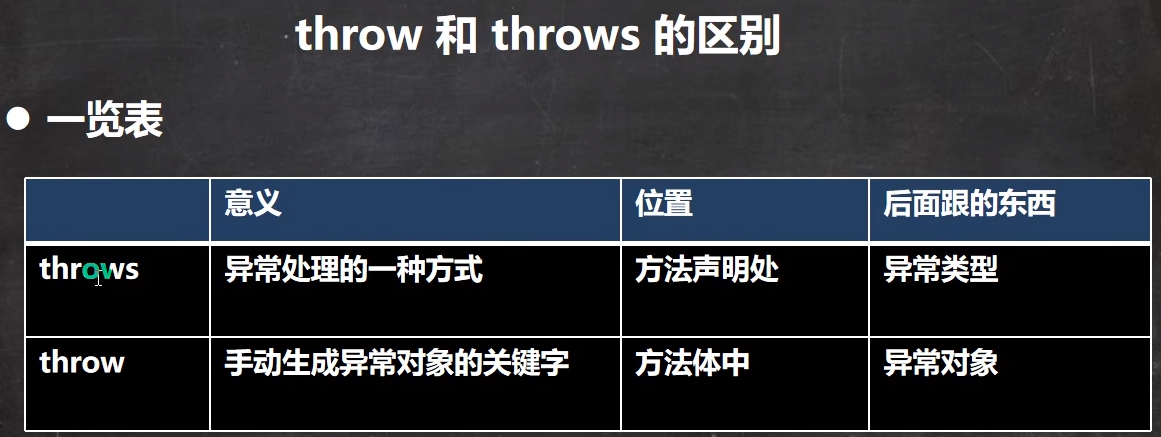 throw 和 throws 的区别
一览表
意义 位置 后面跟的东西
throws 异常处理的一种方式 方法声明处 异常类型
throw 手动生成异常对象的关键字 方法体中 异常对象